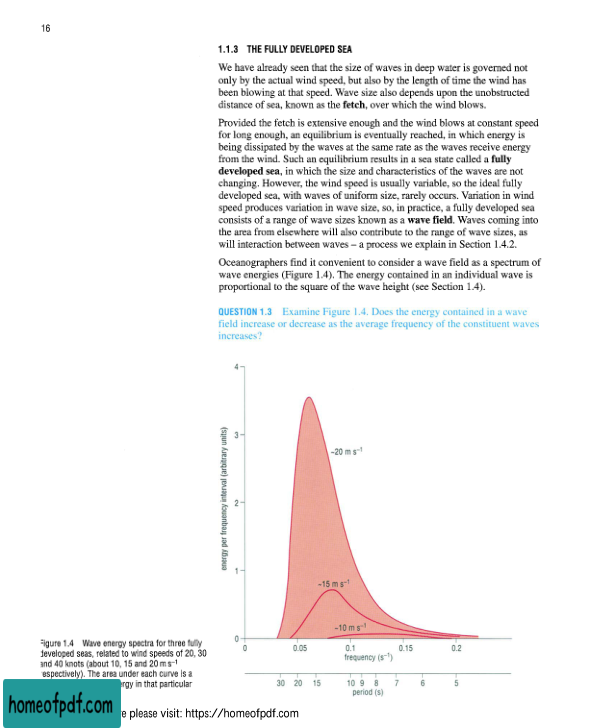 16
1.1.3 THE FULLY DEVELOPED SEA
We have already seen that the size of waves in deep water is governed not
only by the actual wind speed, but also by the length of time the wind has
been blowing at that speed. Wave size also depends upon the unobstructed
distance of sea, known as the fetch, over which the wind blows.
Provided the fetch is extensive enough and the wind blows at constant speed
for long enough, an equilibrium is eventually reached, in which energy is
being dissipated by the waves at the same rate as the waves receive energy
from the wind. Such an equilibrium results in a sea state called a fully
developed sea, in which the size and characteristics of the waves are not
changing. However, the wind speed is usually variable, so the ideal fully
developed sea, with waves of uniform size, rarely occurs. Variation in wind
speed produces variation in wave size, so, in practice, a fully developed sea
consists of a range of wave sizes known as a wave field. Waves coming into
the area from elsewhere will also contribute to the range of wave sizes, as
will interaction between waves – a process we explain in Section 1.4.2.
Oceanographers find it convenient to consider a wave field as a spectrum of
wave energies (Figure 1.4). The energy contained in an individual wave is
proportional to the square of the wave height (see Section 1.4).
QUESTION 1.3 Examine Figure 1.4. Does the energy contained in a wave
field increase or decrease as the average frequency of the constituent waves
increases?
energy per frequency interval (arbitrary units)
4
3
2
1
0
~20 m s⁻¹
~15 m s⁻¹
~10 m s⁻¹
0 0.05 0.1 0.15 0.2
frequency (s⁻¹)
30 20 15 10 9 8 7 6 5
period (s)
Figure 1.4 Wave energy spectra for three fully
developed seas, related to wind speeds of 20, 30
and 40 knots (about 10, 15 and 20 m s⁻¹
respectively). The area under each curve is a
rgy in that particular
homeofpdf.com
e please visit: https://homeofpdf.com